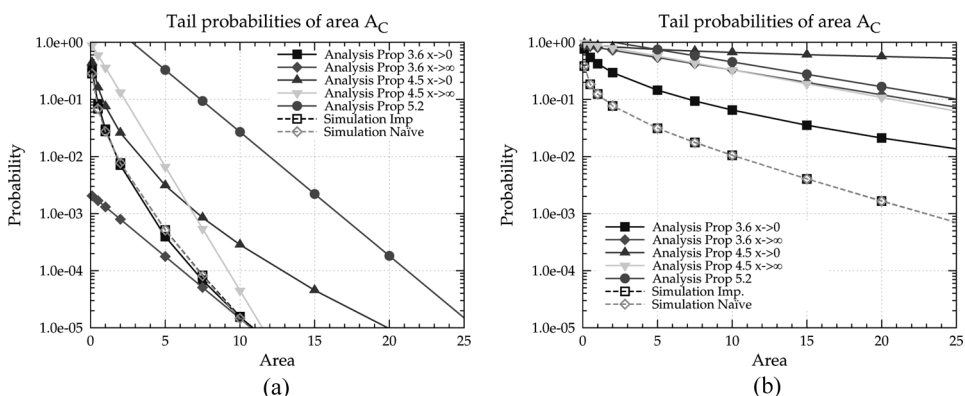 Tail probabilities of area A_C
Probability
1.0e+00
1.0e-01
1.0e-02
1.0e-03
1.0e-04
1.0e-05
Analysis Prop 3.6 x->0
Analysis Prop 3.6 x->∞
Analysis Prop 4.5 x->0
Analysis Prop 4.5 x->∞
Analysis Prop 5.2
Simulation Imp
Simulation Naïve
0 5 10 15 20 25
Area
(a)
Tail probabilities of area A_C
Probability
1.0e+00
1.0e-01
1.0e-02
1.0e-03
1.0e-04
1.0e-05
Analysis Prop 3.6 x->0
Analysis Prop 3.6 x->∞
Analysis Prop 4.5 x->0
Analysis Prop 4.5 x->∞
Analysis Prop 5.2
Simulation Imp.
Simulation Naïve
0 5 10 15 20 25
Area
(b)